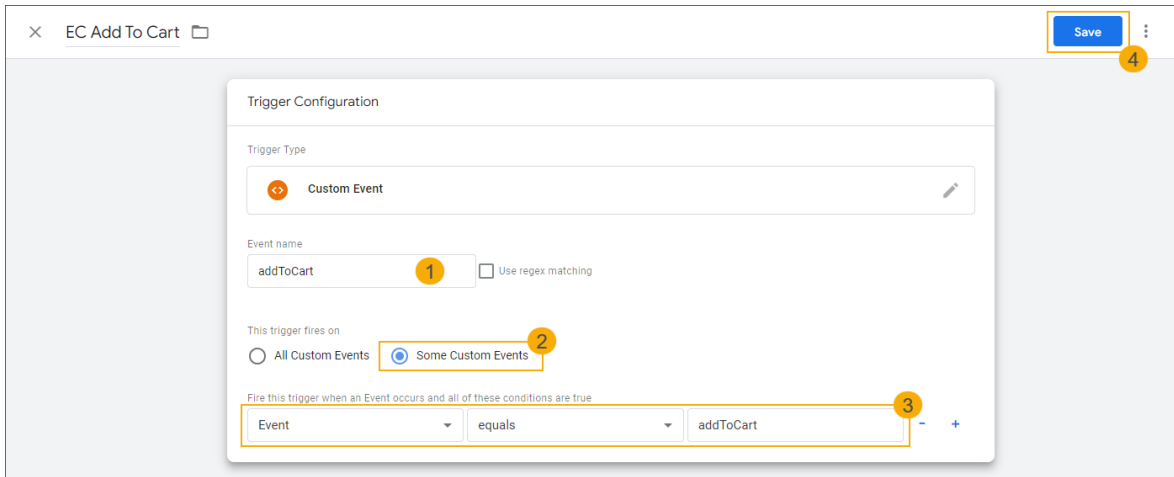 EC Add To Cart
Save
4
Trigger Configuration
Trigger Type
Custom Event
Event name
addToCart
1
Use regex matching
This trigger fires on
2
All Custom Events
Some Custom Events
Fire this trigger when an Event occurs and all of these conditions are true
3
Event
equals
addToCart
- +